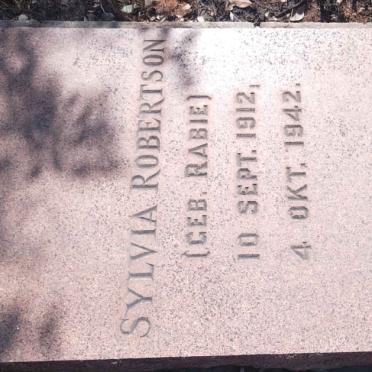 SYLVIA ROBERTSON
(GEB. RABIE)
10 SEPT. 1912,
4 OKT. 1942.